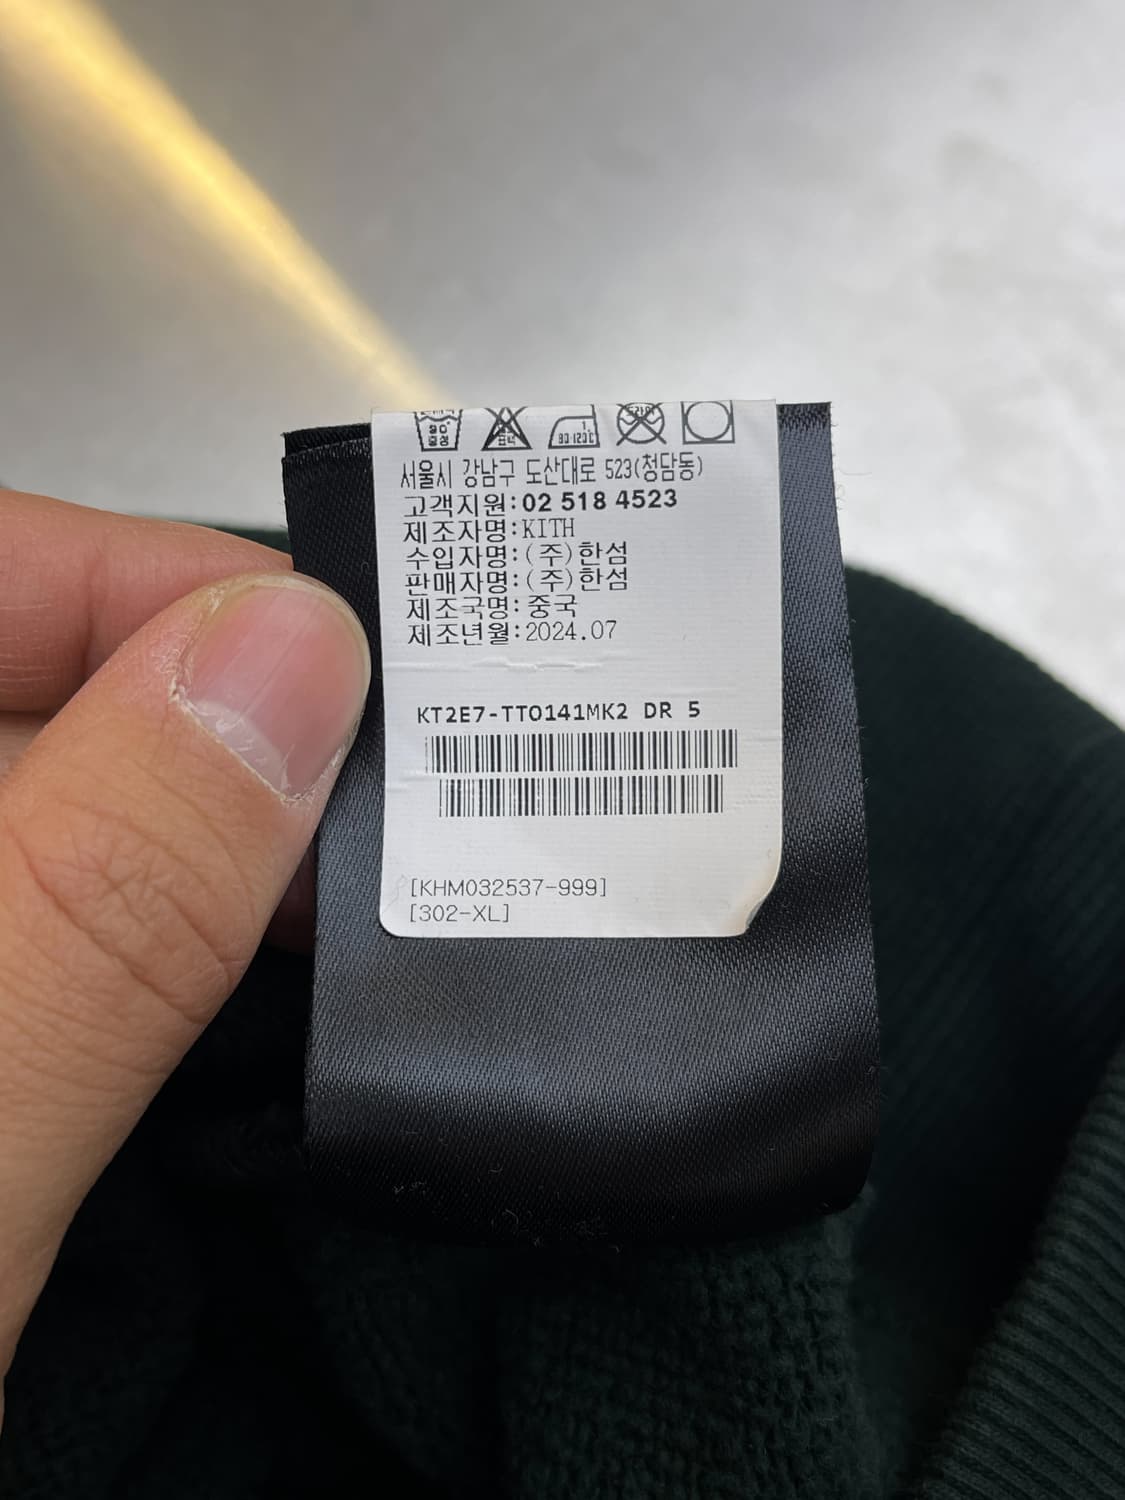 80-120℃
서울시 강남구 도산대로 523(청담동)
고객지원:02 518 4523
제조자명:KITH
수입자명:(주)한섬
판매자명:(주)한섬
제조국명:중국
제조년월:2024.07
KT2E7-TT0141MK2 DR 5
[KHM032537-999]
[302-XL]